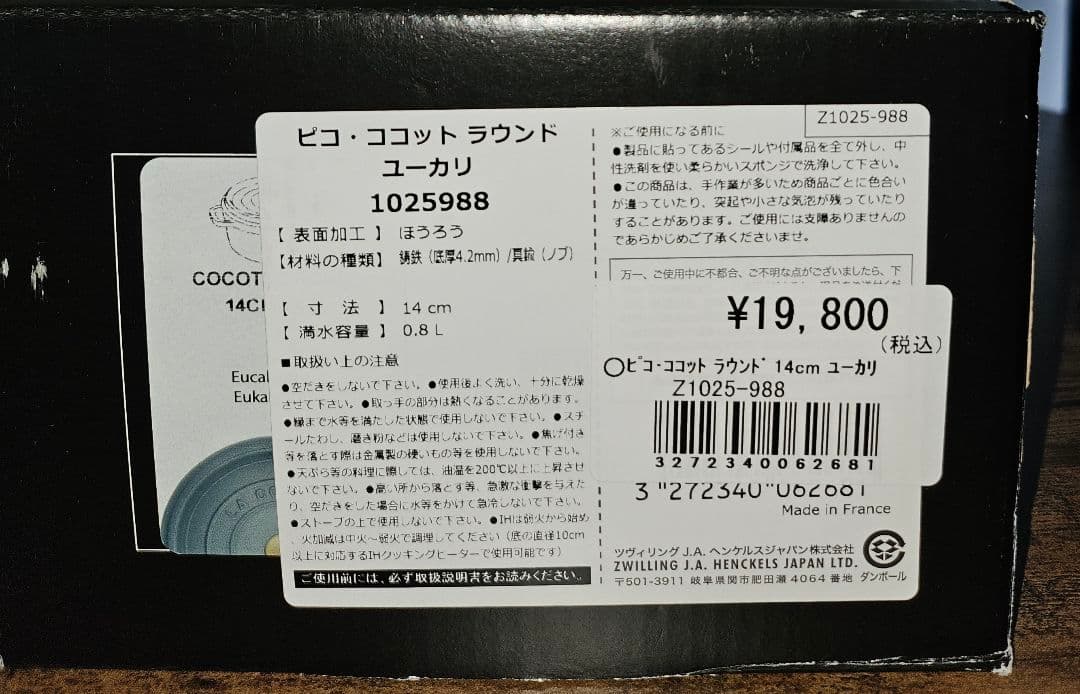 COCOT
14C
Eucal
Eukal
LA CO
ピコ・ココット ラウンド
ユーカリ
1025988
【 表面加工 】 ほうろう
【材料の種類】 鋳鉄（底厚4.2mm）/真鍮（ノブ）
【 寸 法 】 14 cm
【 満水容量 】 0.8 L
■取扱い上の注意
●空だきをしないで下さい。●使用後よく洗い、十分に乾燥
させて下さい。●取っ手の部分は熱くなることがあります。
●縁まで水等を満たした状態で使用しないで下さい。●スチ
ールたわし、磨き粉などは使用しないで下さい。●焦げ付き
等を落とす際は金属製の硬いもの等を使用しないで下さい。
●天ぷら等の料理に際しては、油温を200℃以上に上昇させ
ないで下さい。●高い所から落とす等、急激な衝撃を与えた
り、空だきをした場合に水等をかけて急冷しないで下さい。
●ストーブの上で使用しないで下さい。●IHは弱火から始め
、火加減は中火～弱火で調理してください（底の直径10cm
以上に対応するIHクッキングヒーターで使用可能です）
ご使用前には、必ず取扱説明書をお読みください。
Z1025-988
※ご使用になる前に
●製品に貼ってあるシールや付属品を全て外し、中
性洗剤を使い柔らかいスポンジで洗浄して下さい。
●この商品は、手作業が多いため商品ごとに色合い
が違っていたり、突起や小さな気泡が残っていたり
することがあります。ご使用には支障ありませんの
であらかじめご了承くださいませ。
万一、ご使用中に不都合、ご不明な点がございましたら、下
¥19,800
(税込)
○ピコ・ココット ラウンド 14cm ユーカリ
Z1025-988
3272340062681
3 272340 062681
Made in France
ツヴィリング J.A. ヘンケルスジャパン株式会社
ZWILLING J.A. HENCKELS JAPAN LTD.
〒501-3911 岐阜県関市肥田瀬 4064 番地
ダンボール